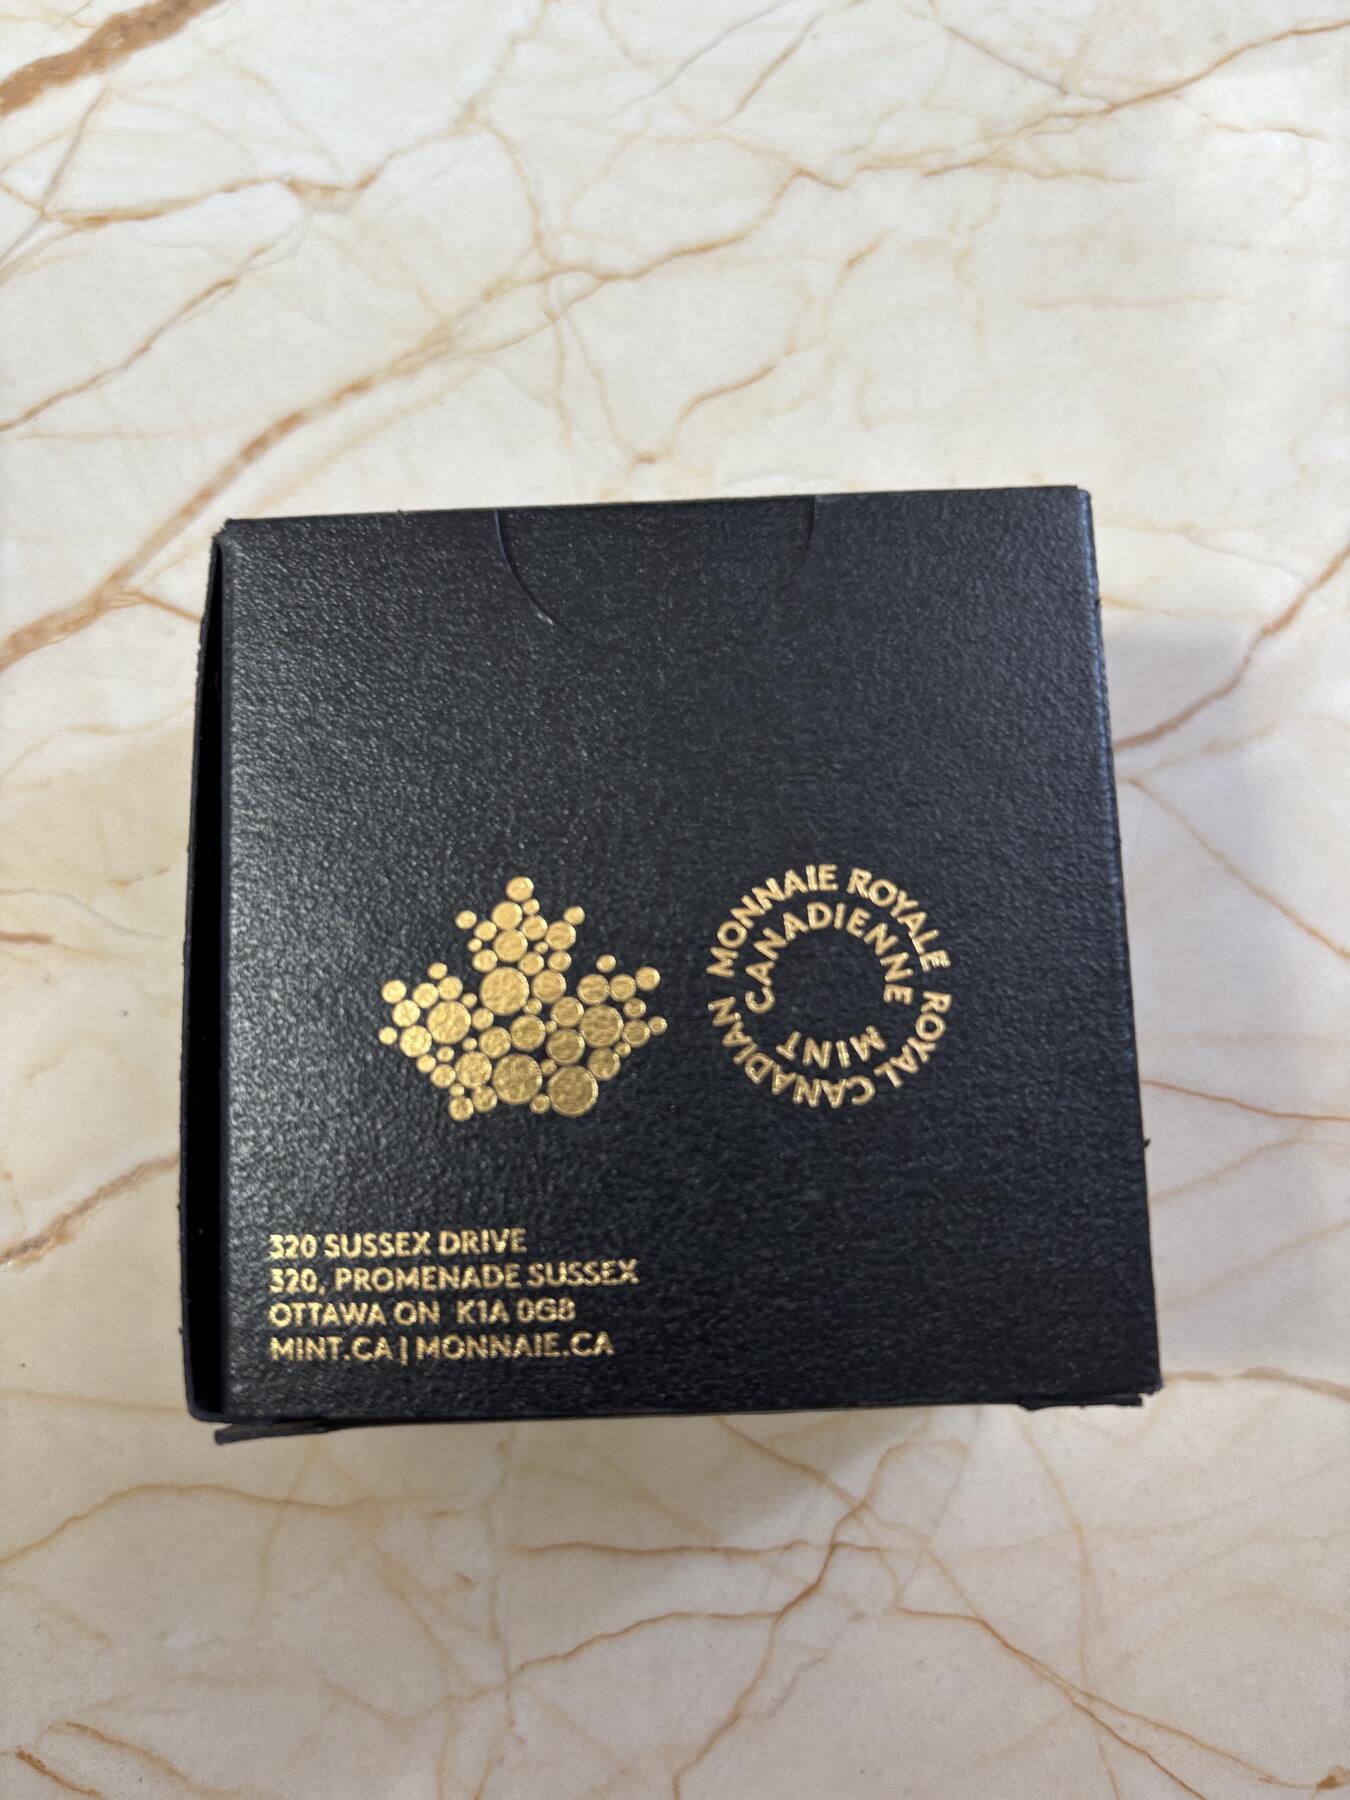 MONNAIE ROYALE
CANADIENNE
ROYAL CANADIAN
MINT
320 SUSSEX DRIVE
320, PROMENADE SUSSEX
OTTAWA ON K1A 0G8
MINT.CA | MONNAIE.CA